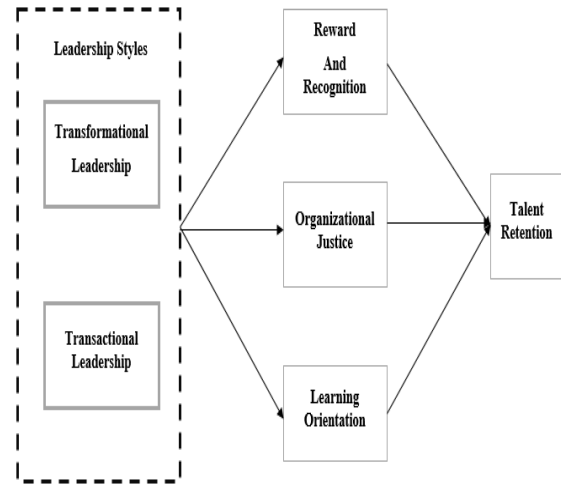 Leadership Styles
Transformational
Leadership
Transactional
Leadership
Reward
And
Recognition
Organizational
Justice
Learning
Orientation
Talent
Retention